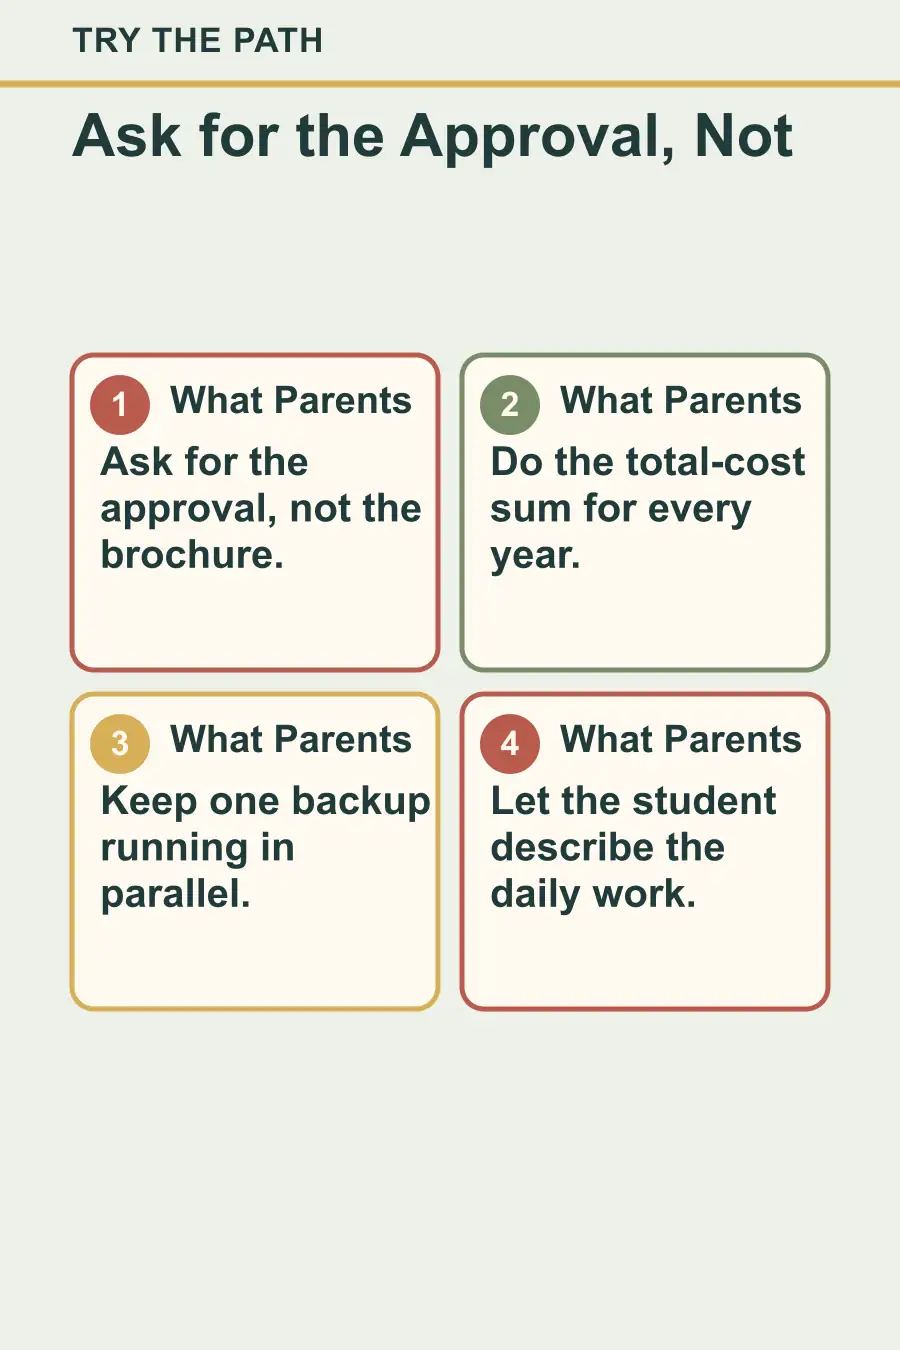 TRY THE PATH
Ask for the Approval, Not
1 What Parents
Ask for the
approval, not the
brochure.
2 What Parents
Do the total-cost
sum for every
year.
3 What Parents
Keep one backup
running in
parallel.
4 What Parents
Let the student
describe the
daily work.